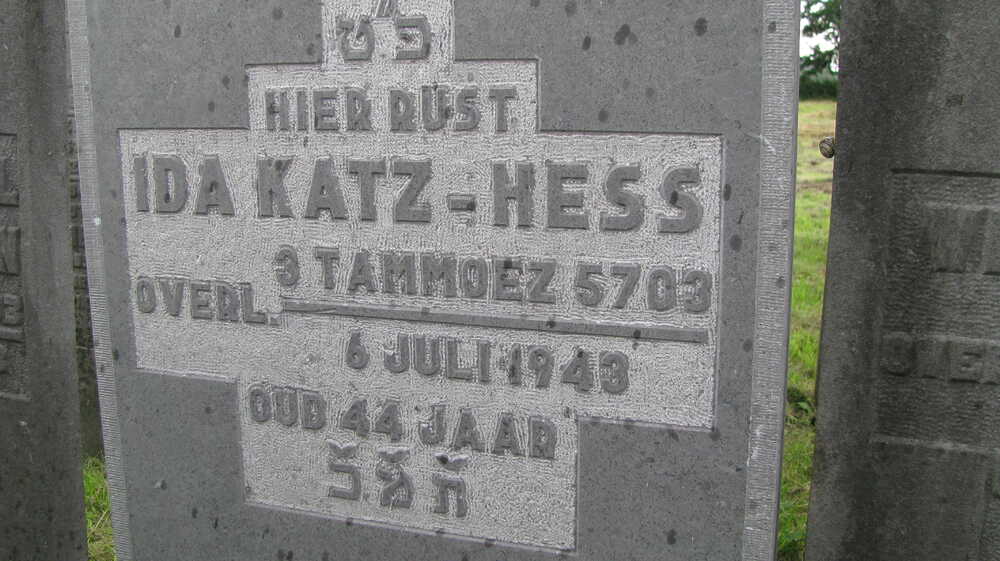 פ״ט
HIER RUST
IDA KATZ-HESS
3 TAMMOEZ 5703
OVERL.
6 JULI 1943
OUD 44 JAAR
ת׳ מ׳ כ׳